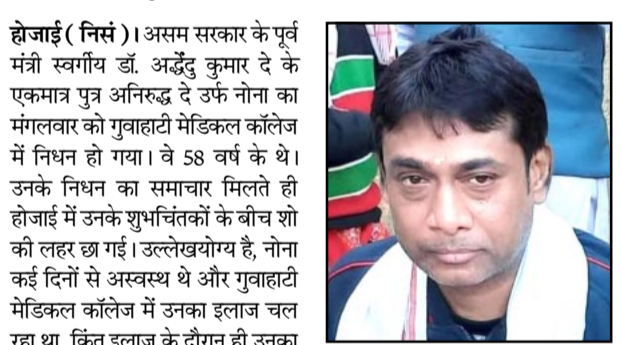 होजाई ( निसं )। असम सरकार के पूर्व
मंत्री स्वर्गीय डॉ. अर्द्धेंदु कुमार दे के
एकमात्र पुत्र अनिरुद्ध दे उर्फ नोना का
मंगलवार को गुवाहाटी मेडिकल कॉलेज
में निधन हो गया। वे 58 वर्ष के थे।
उनके निधन का समाचार मिलते ही
होजाई में उनके शुभचिंतकों के बीच शो
की लहर छा गई। उल्लेखयोग्य है, नोना
कई दिनों से अस्वस्थ थे और गुवाहाटी
मेडिकल कॉलेज में उनका इलाज चल
रहा था, किंतु इलाज के दौरान ही उनका